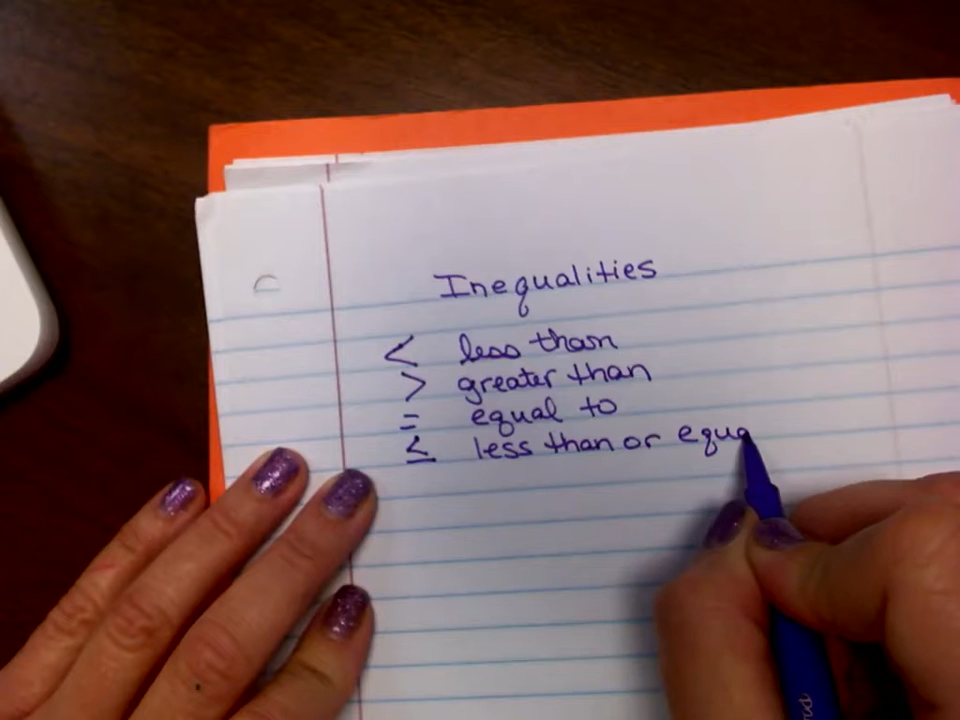 Inequalities
< less than
> greater than
= equal to
≤ less than or equa